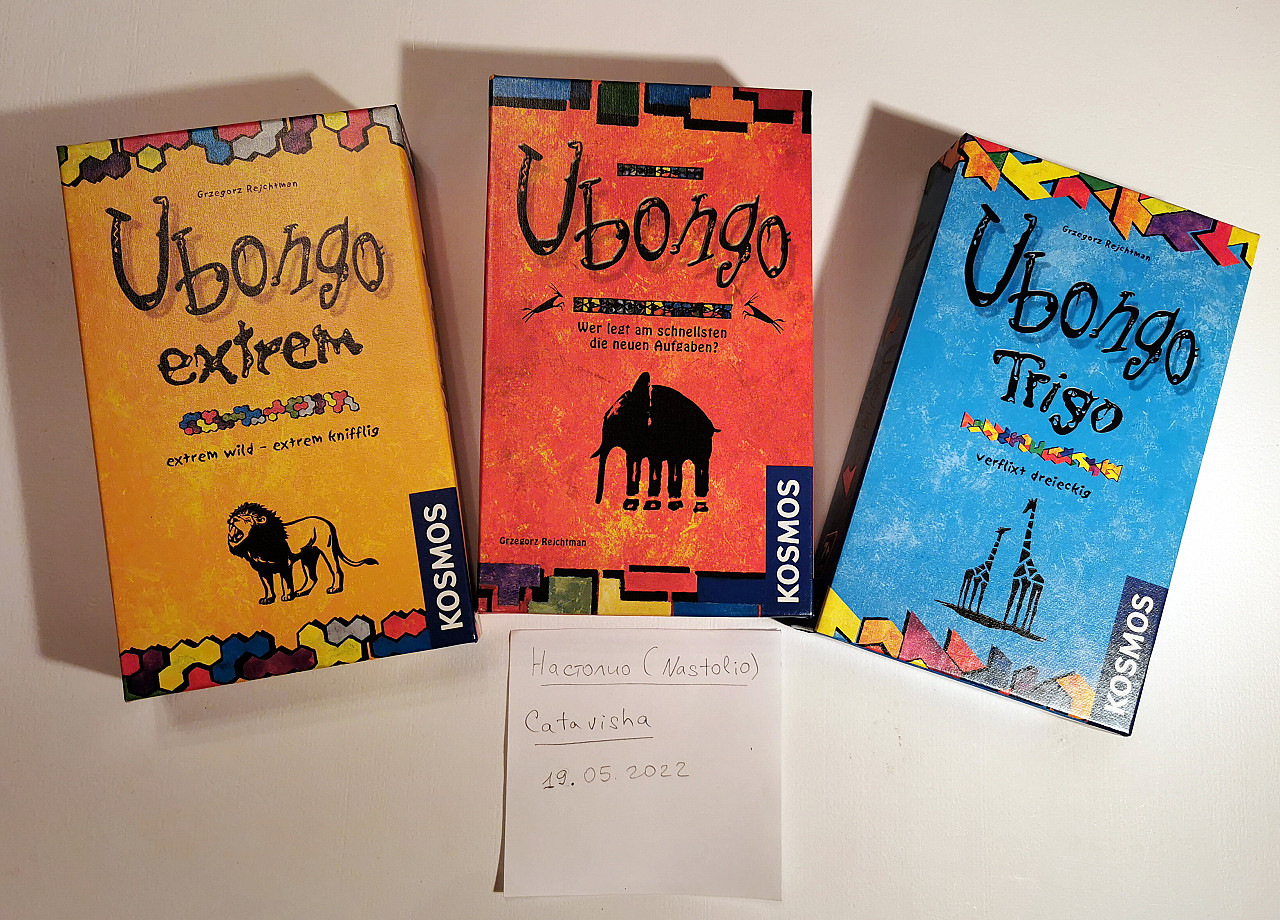 Grzegorz Rejchtman
Ubongo
extrem
extrem wild – extrem knifflig
KOSMOS
Ubongo
Wer legt am schnellsten
die neuen Aufgaben?
Grzegorz Rejchtman
KOSMOS
Grzegorz Rejchtman
Ubongo
Trigo
verflixt dreieckig
KOSMOS
Настолио (Nastolio)
Catavisha
19.05.2022